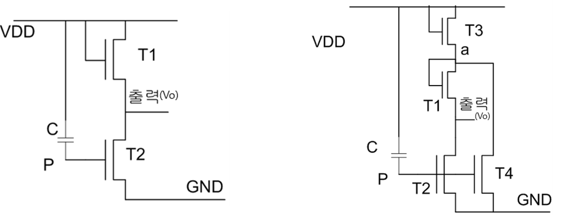 VDD
T1
출력(Vo)
C
P
T2
GND
VDD
T3
a
T1
출력
(Vo)
C
P
T2
T4
GND